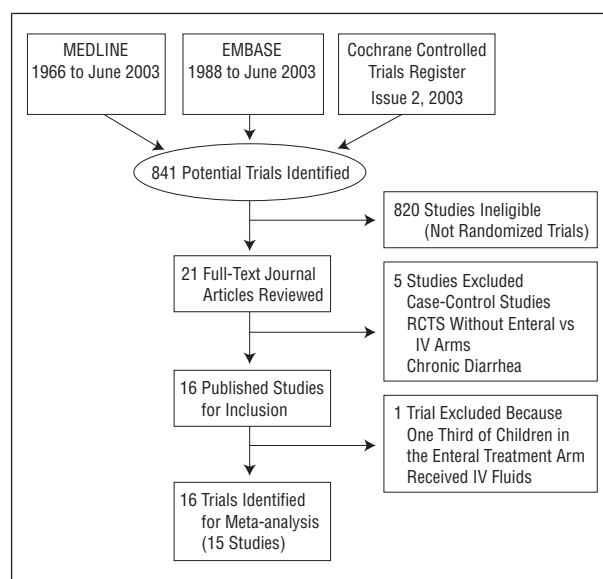 MEDLINE
1966 to June 2003
EMBASE
1988 to June 2003
Cochrane Controlled
Trials Register
Issue 2, 2003
841 Potential Trials Identified
820 Studies Ineligible
(Not Randomized Trials)
21 Full-Text Journal
Articles Reviewed
5 Studies Excluded
Case-Control Studies
RCTS Without Enteral vs
IV Arms
Chronic Diarrhea
16 Published Studies
for Inclusion
1 Trial Excluded Because
One Third of Children in
the Enteral Treatment Arm
Received IV Fluids
16 Trials Identified
for Meta-analysis
(15 Studies)